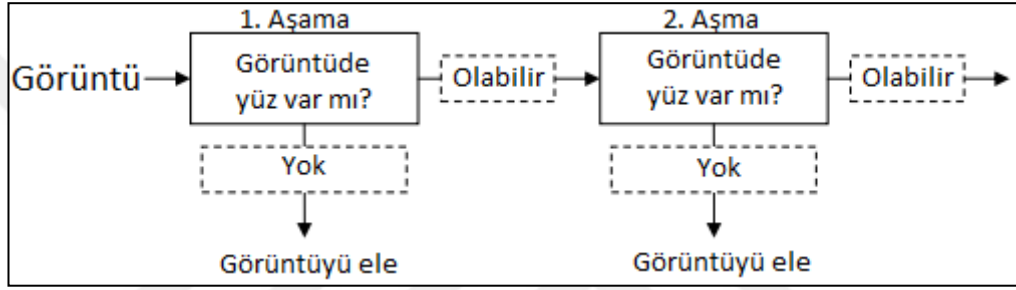 1. Aşama
2. Aşma
Görüntü
Görüntüde
yüz var mı?
Olabilir
Görüntüde
yüz var mı?
Olabilir
Yok
Yok
Görüntüyü ele
Görüntüyü ele